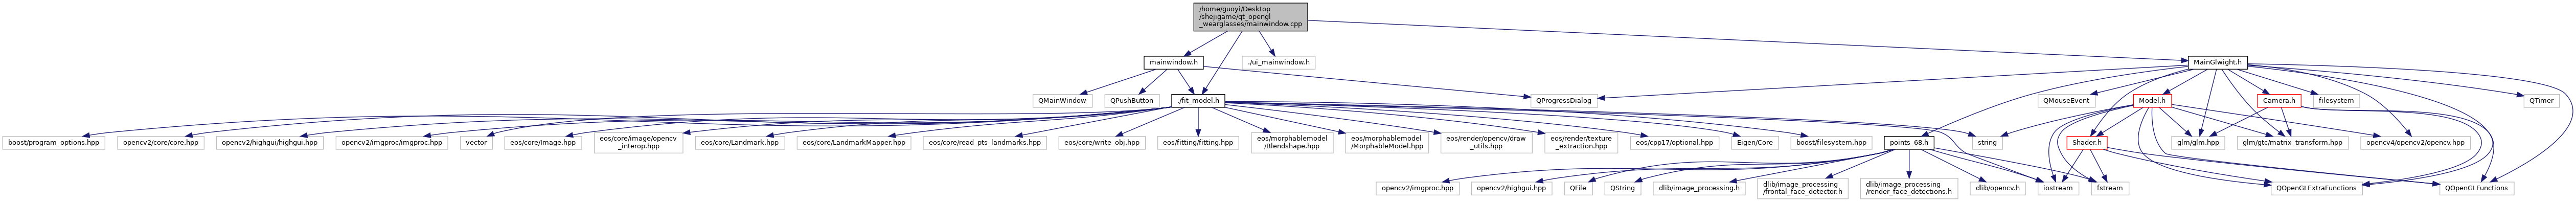 /home/guoyi/Desktop
/shejigame/qt_opengl
_wearglasses/mainwindow.cpp
mainwindow.h
./ui_mainwindow.h
MainGlwight.h
QMainWindow
QPushButton
./fit_model.h
QProgressDialog
QMouseEvent
Model.h
Camera.h
filesystem
QTimer
boost/program_options.hpp
opencv2/core/core.hpp
opencv2/highgui/highgui.hpp
opencv2/imgproc/imgproc.hpp
vector
eos/core/Image.hpp
eos/core/image/opencv
_interop.hpp
eos/core/Landmark.hpp
eos/core/LandmarkMapper.hpp
eos/core/read_pts_landmarks.hpp
eos/core/write_obj.hpp
eos/fitting/fitting.hpp
eos/morphablemodel
/Blendshape.hpp
eos/morphablemodel
/MorphableModel.hpp
eos/render/opencv/draw
_utils.hpp
eos/render/texture
_extraction.hpp
eos/cpp17/optional.hpp
Eigen/Core
boost/filesystem.hpp
points_68.h
string
Shader.h
glm/glm.hpp
glm/gtc/matrix_transform.hpp
opencv4/opencv2/opencv.hpp
opencv2/imgproc.hpp
opencv2/highgui.hpp
QFile
QString
dlib/image_processing.h
dlib/image_processing
/frontal_face_detector.h
dlib/image_processing
/render_face_detections.h
dlib/opencv.h
iostream
fstream
QOpenGLExtraFunctions
QOpenGLFunctions